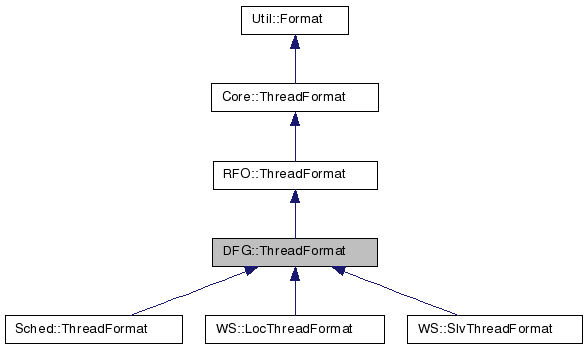 Util::Format
Core::ThreadFormat
RFO::ThreadFormat
DFG::ThreadFormat
Sched::ThreadFormat
WS::LocThreadFormat
WS::SlvThreadFormat